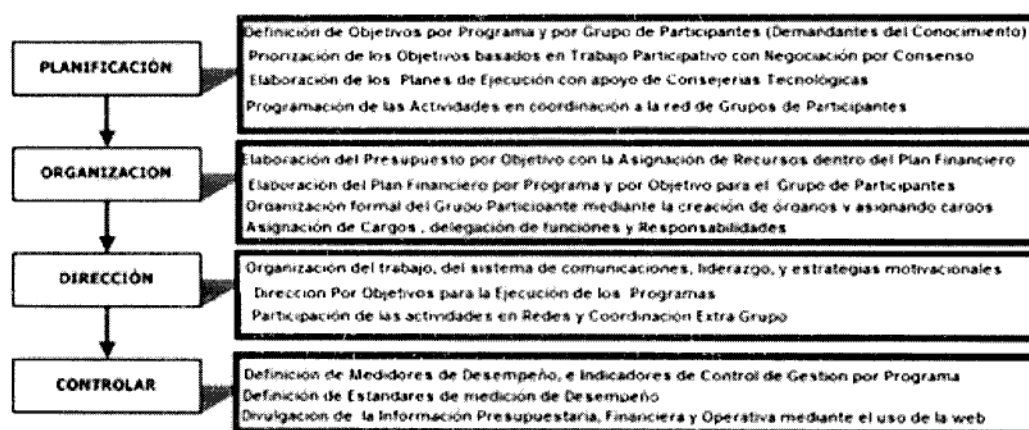 PLANIFICACIÓN
Definición de Objetivos por Programa y por Grupo de Participantes (Demandantes del Conocimiento)
Priorización de los Objetivos basados en Trabajo Participativo con Negociación por Consenso
Elaboración de los Planes de Ejecución con apoyo de Consejerias Tecnológicas
Programación de las Actividades en coordinación a la red de Grupos de Participantes
ORGANIZACION
Elaboración del Presupuesto por Objetivo con la Asignación de Recursos dentro del Plan Financiero
Elaboración del Plan Financiero por Programa y por Objetivo para el Grupo de Participantes
Organización formal del Grupo Participante mediante la creación de órganos y asignando cargos
Asignación de Cargos , delegación de funciones y Responsabilidades
DIRECCIÓN
Organización del trabajo, del sistema de comunicaciones, liderazgo, y estrategias motivacionales
Direccion Por Objetivos para la Ejecución de los Programas
Participación de las actividades en Redes y Coordinación Extra Grupo
CONTROLAR
Definición de Medidores de Desempeño, e Indicadores de Control de Gestion por Programa
Definición de Estandares de medición de Desempeño
Divulgación de la Información Presupuestaria, Financiera y Operativa mediante el uso de la web